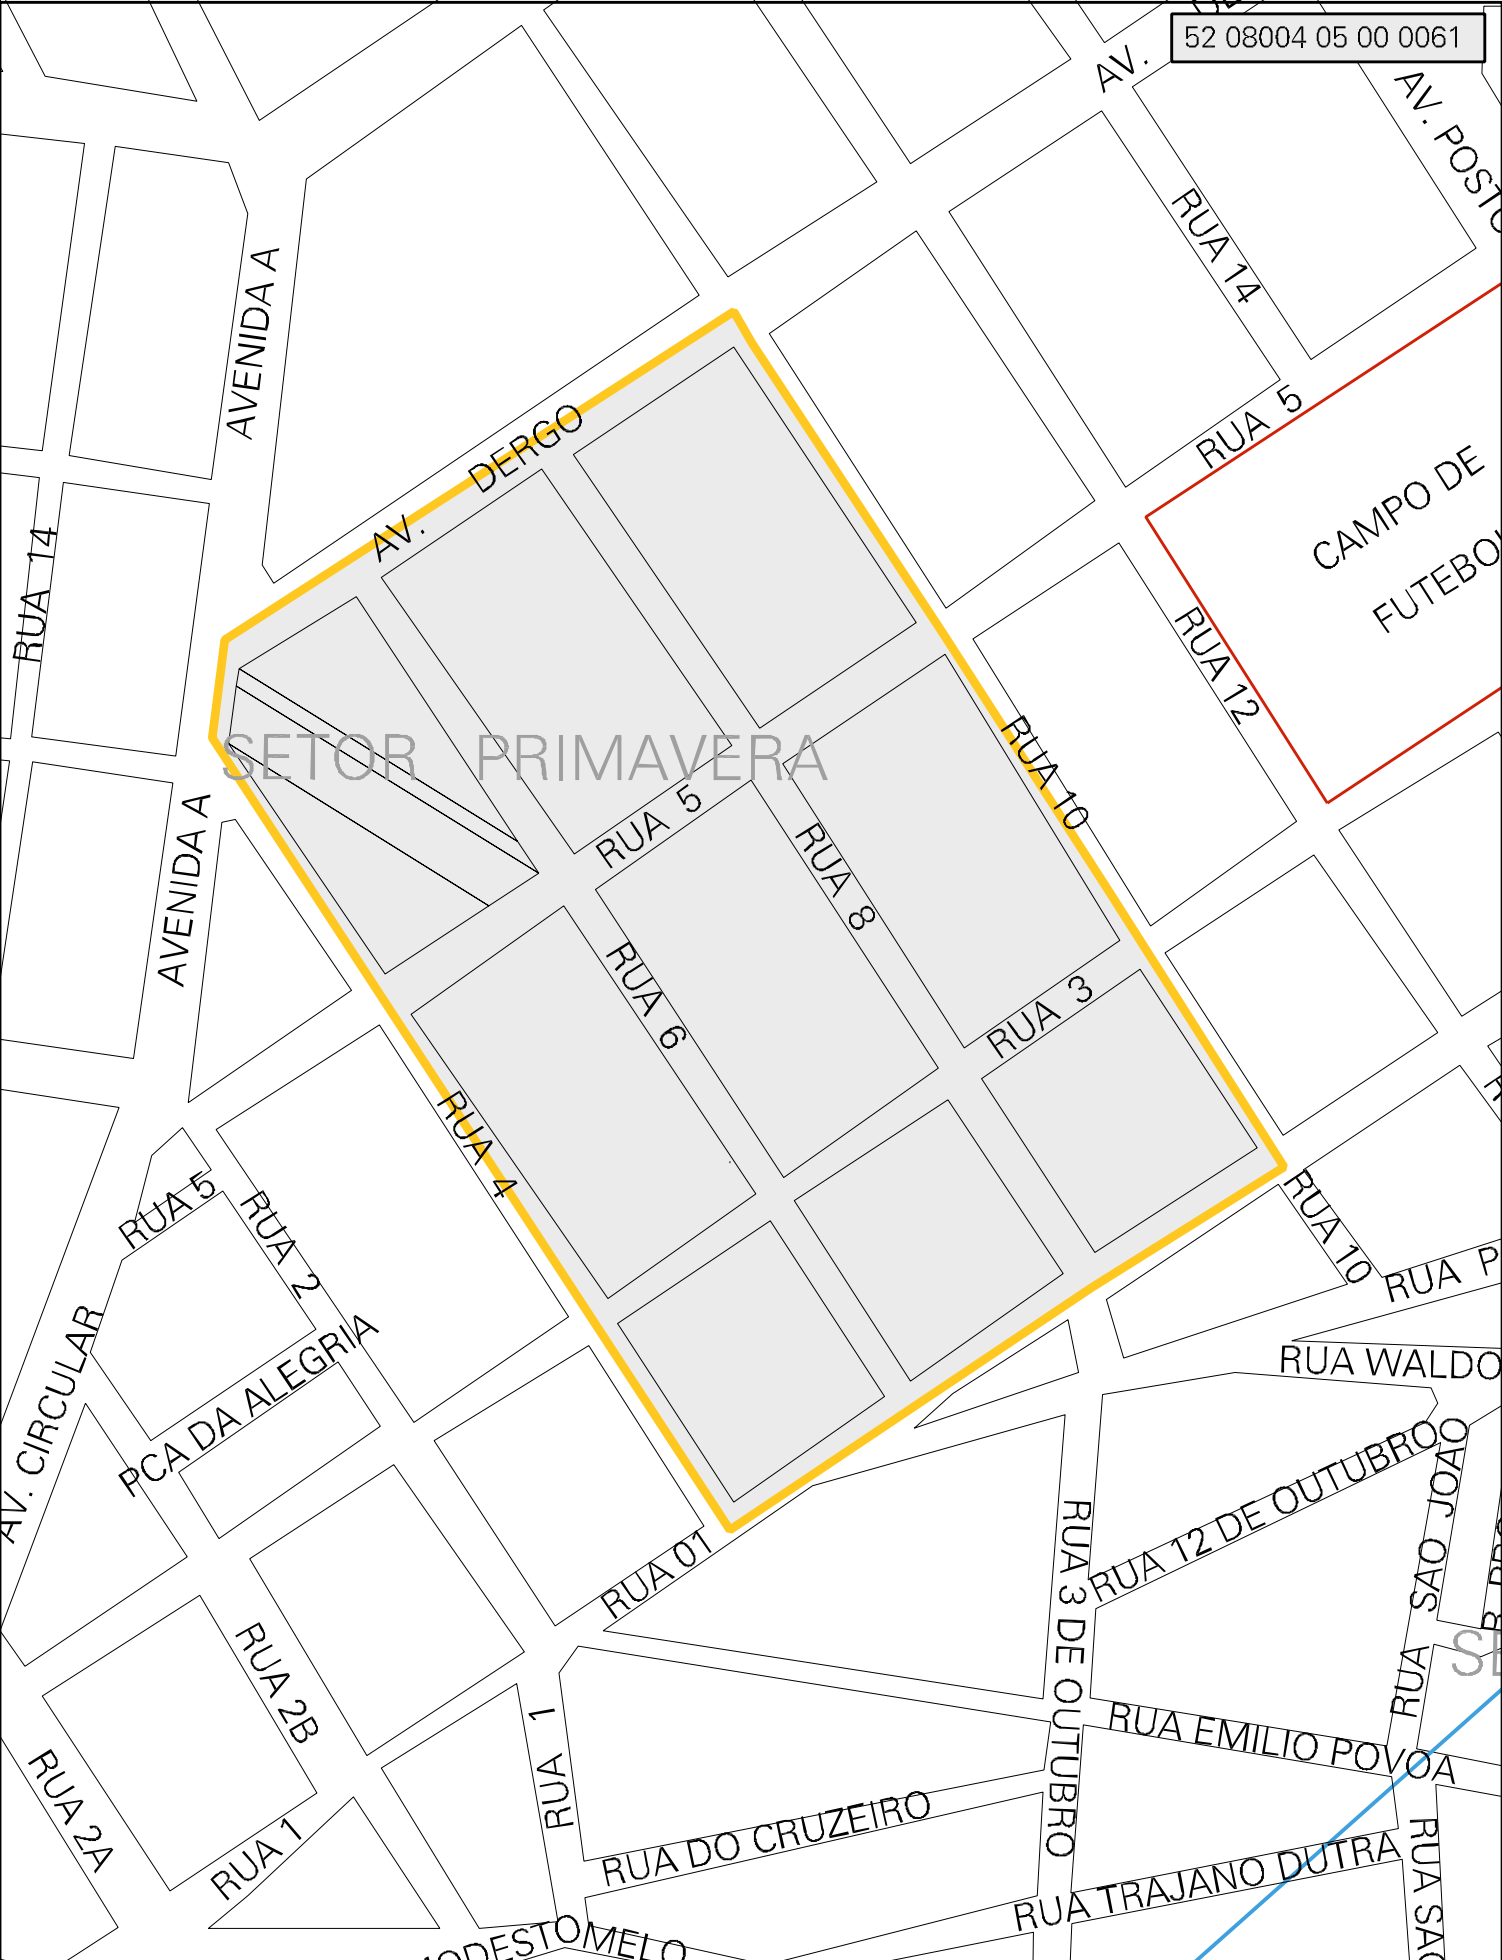 52 08004 05 00 0061
AV.
AV.
RUA 14
AVENIDA A
RUA 5
AV. DERGO
CAMPO DE
RUA 14
RUA 12
SETOR PRIMAVERA
RUA 10
RUA 5
RUA 8
AVENIDA A
RUA 6
RUA 3
RUA 4
RUA 5
RUA 2
RUA 10
RUA
RUA WALDO
PCA DA ALEGRIA
AV. CIRCULAR
RUA 12 DE OUTUBRO
RUA SAO JOAO
RUA 01
RUA 3 DE OUTUBRO
RUA 2B
RUA 1
RUA EMILIO POVOA
RUA 2A
RUA 1
RUA DO CRUZEIRO
RUA TRAJANO DUTRA
RUA